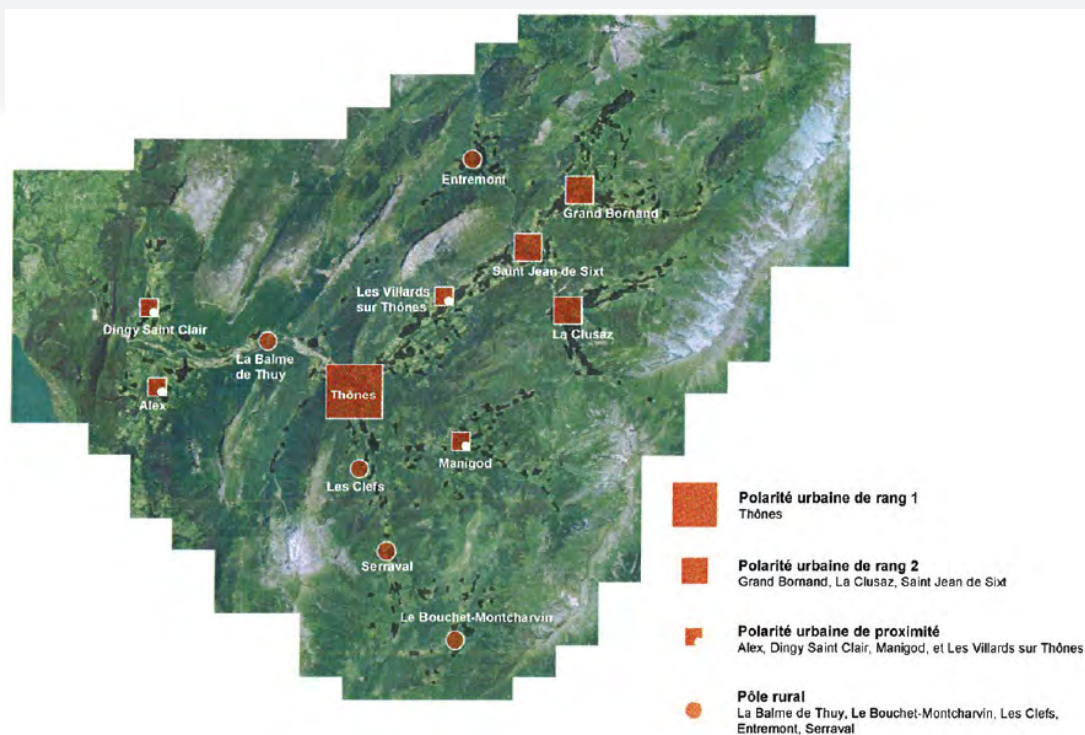 Entremont
Grand Bornand
Saint Jean de Sixt
Les Villards
sur Thônes
La Clusaz
Dingy Saint Clair
La Balme
de Thuy
Alex
Thônes
Manigod
Les Clefs
Serraval
Le Bouchet-Montcharvin
Polarité urbaine de rang 1
Thônes
Polarité urbaine de rang 2
Grand Bornand, La Clusaz, Saint Jean de Sixt
Polarité urbaine de proximité
Alex, Dingy Saint Clair, Manigod, et Les Villards sur Thônes
Pôle rural
La Balme de Thuy, Le Bouchet-Montcharvin, Les Clefs,
Entremont, Serraval